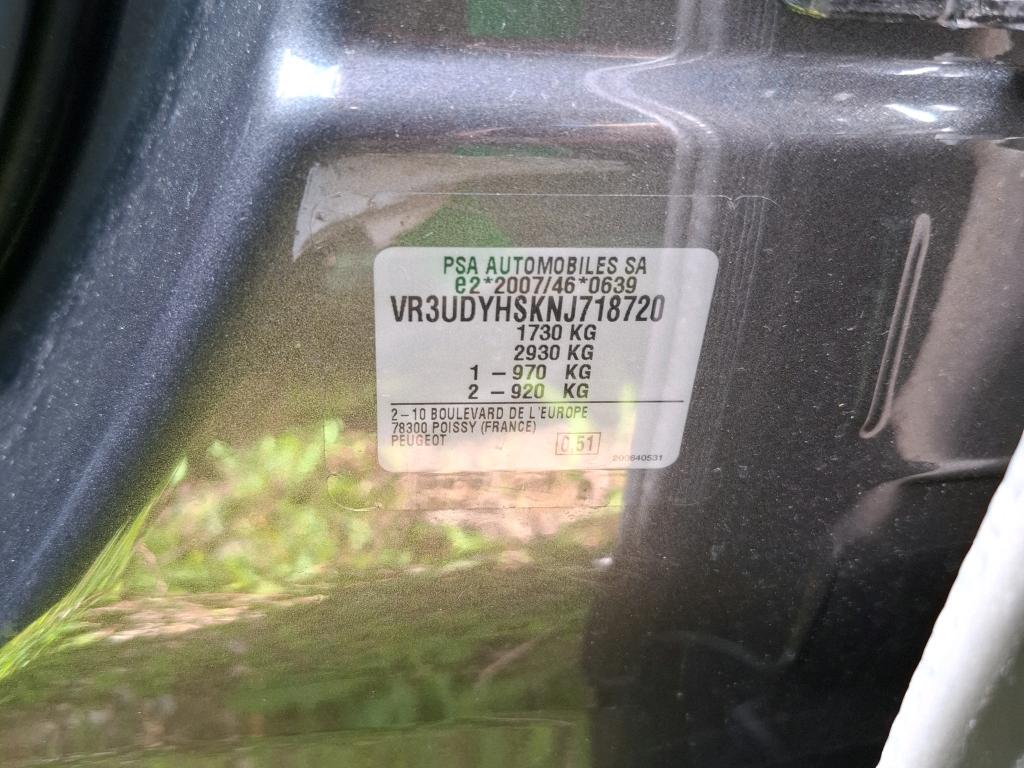 PSA AUTOMOBILES SA
e2*2007/46*0639
VR3UDYHSKNJ718720
1730 KG
2930 KG
1 – 970 KG
2 – 920 KG
2–10 BOULEVARD DE L'EUROPE
78300 POISSY (FRANCE)
PEUGEOT
0,51
200640531